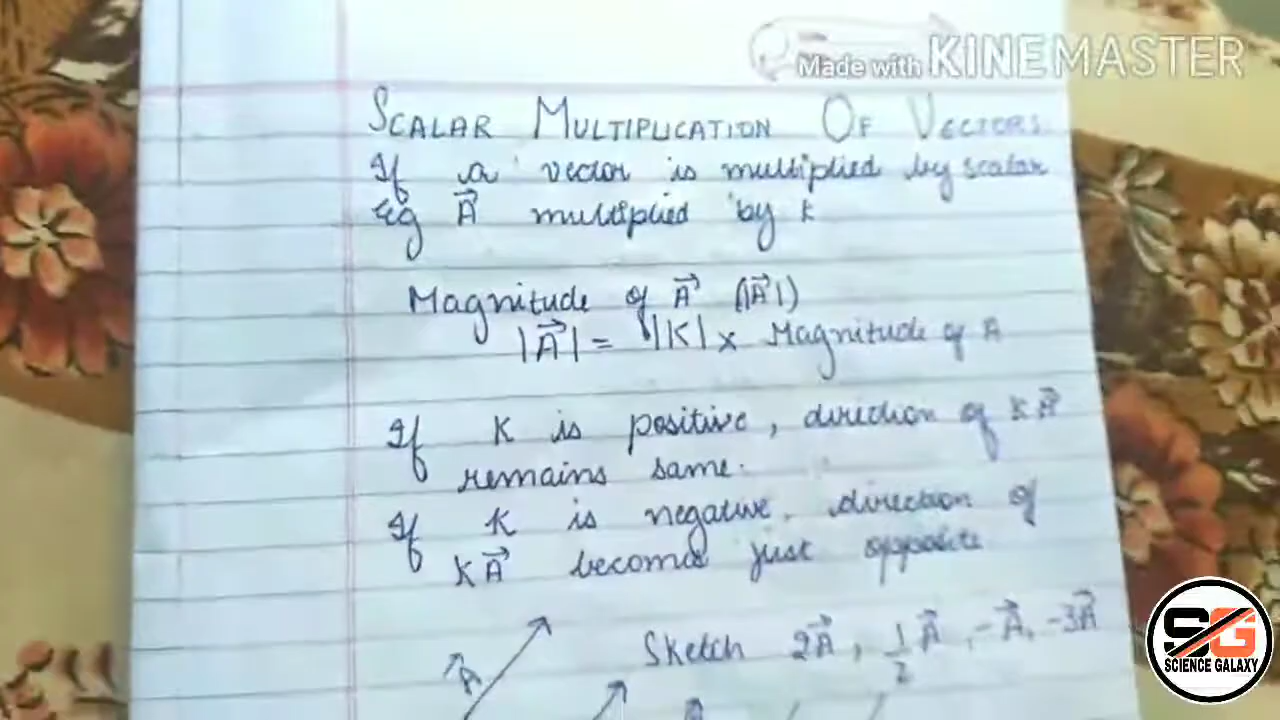 Made with KINEMASTER
SCALAR MULTIPLICATION OF VECTORS
If a vector is multiplied by scalar
eg A⃗ multiplied by K
Magnitude of A⃗ (|A⃗|)
|A⃗| = |K| x Magnitude of A
If K is positive, direction of KA⃗
remains same.
If K is negative. direction of
KA⃗ becomes just opposite
Sketch 2A⃗, 1/2 A⃗, -A⃗, -3A⃗
A⃗
SG
SCIENCE GALAXY